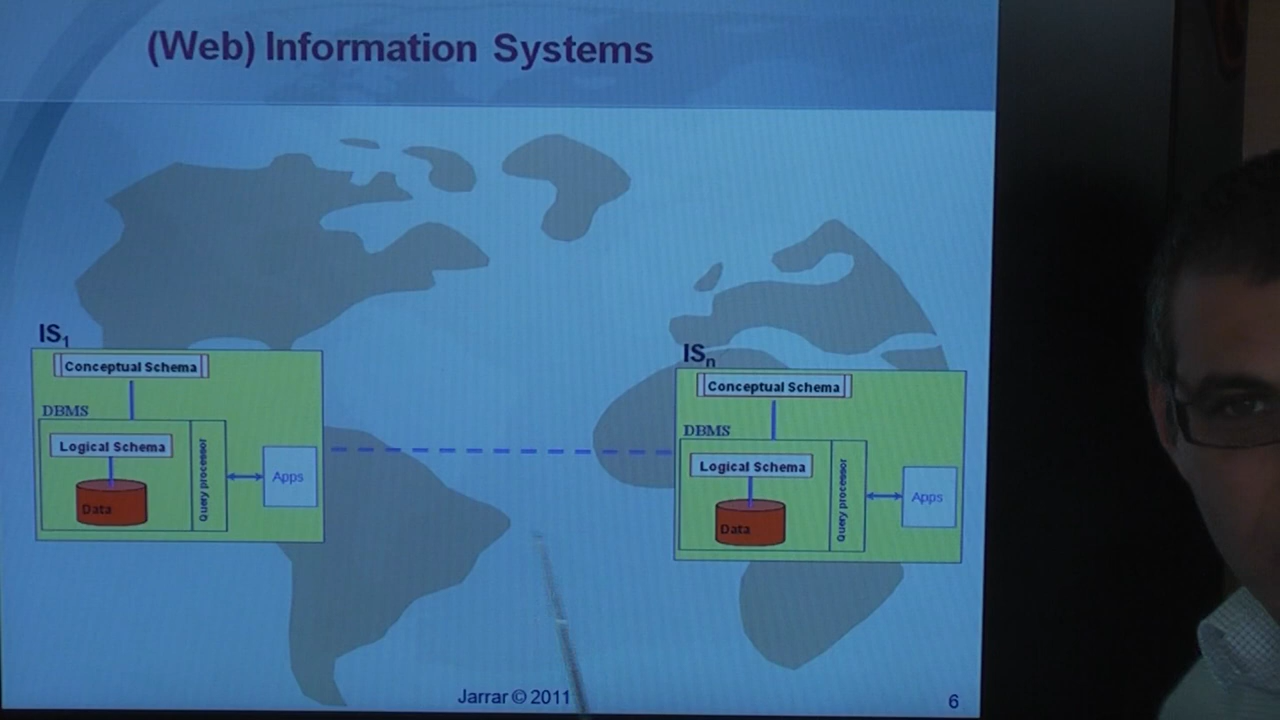 (Web) Information Systems
IS1
Conceptual Schema
DBMS
Logical Schema
Data
Query processor
Apps
ISn
Conceptual Schema
DBMS
Logical Schema
Data
Query processor
Apps
Jarrar © 2011
6